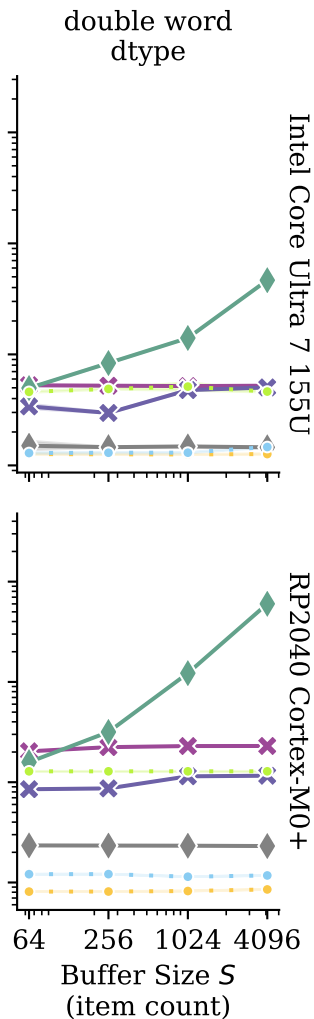 double word
dtype
Intel Core Ultra 7 155U
RP2040 Cortex-M0+
64 256 1024 4096
Buffer Size S
(item count)